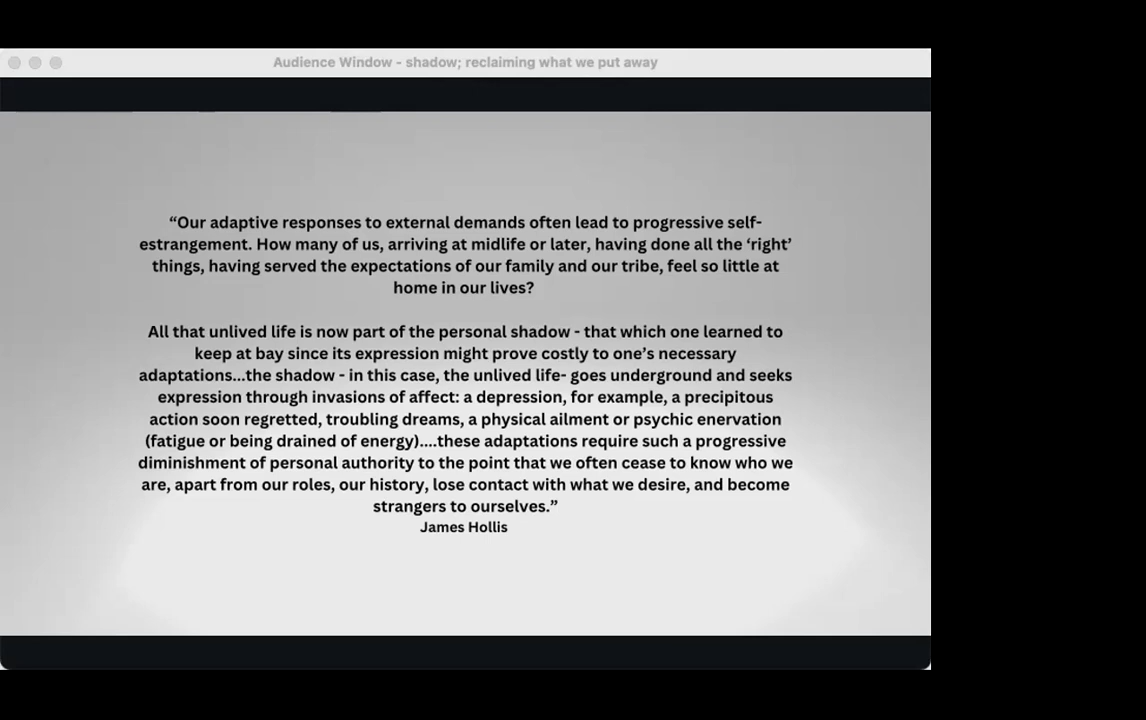 Audience Window - shadow; reclaiming what we put away
“Our adaptive responses to external demands often lead to progressive self-
estrangement. How many of us, arriving at midlife or later, having done all the ‘right’
things, having served the expectations of our family and our tribe, feel so little at
home in our lives?
All that unlived life is now part of the personal shadow - that which one learned to
keep at bay since its expression might prove costly to one’s necessary
adaptations...the shadow - in this case, the unlived life- goes underground and seeks
expression through invasions of affect: a depression, for example, a precipitous
action soon regretted, troubling dreams, a physical ailment or psychic enervation
(fatigue or being drained of energy)....these adaptations require such a progressive
diminishment of personal authority to the point that we often cease to know who we
are, apart from our roles, our history, lose contact with what we desire, and become
strangers to ourselves.”
James Hollis